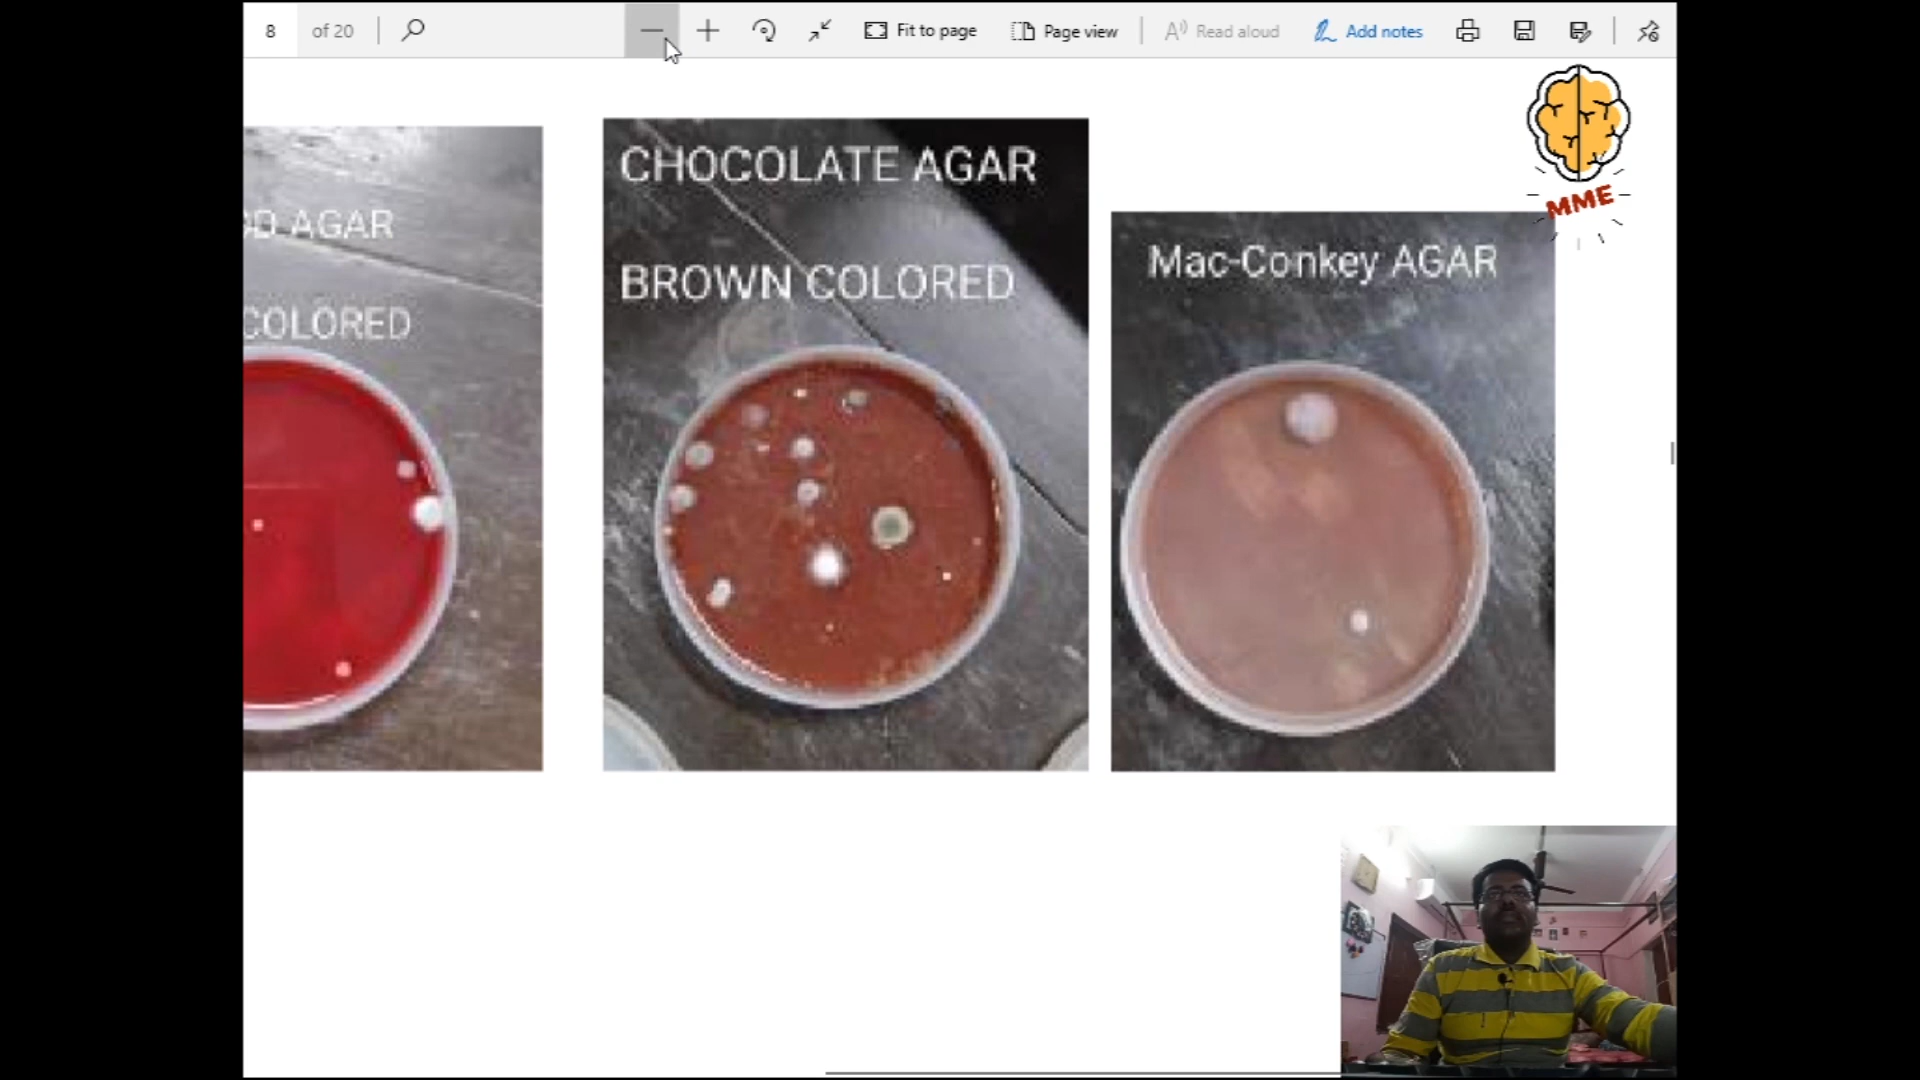 8 of 20 Fit to page Page view Read aloud Add notes
MME
AGAR
COLORED
CHOCOLATE AGAR
BROWN COLORED
Mac-Conkey AGAR